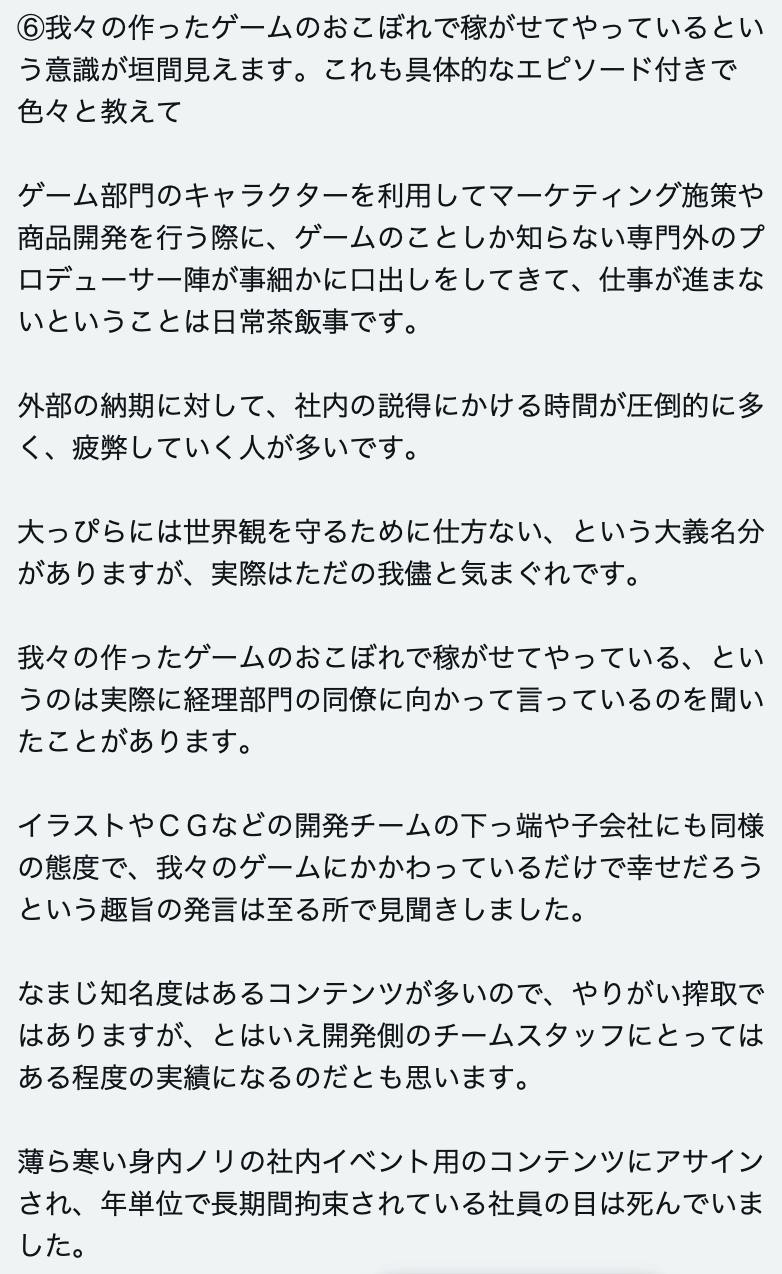 ⑥我々の作ったゲームのおこぼれで稼がせてやっているとい
う意識が垣間見えます。これも具体的なエピソード付きで
色々と教えて
ゲーム部門のキャラクターを利用してマーケティング施策や
商品開発を行う際に、ゲームのことしか知らない専門外のプ
ロデューサー陣が事細かに口出しをしてきて、仕事が進まな
いということは日常茶飯事です。
外部の納期に対して、社内の説得にかける時間が圧倒的に多
く、疲弊していく人が多いです。
大っぴらには世界観を守るために仕方ない、という大義名分
がありますが、実際はただの我儘と気まぐれです。
我々の作ったゲームのおこぼれで稼がせてやっている、とい
うのは実際に経理部門の同僚に向かって言っているのを聞い
たことがあります。
イラストやＣＧなどの開発チームの下っ端や子会社にも同様
の態度で、我々のゲームにかかわっているだけで幸せだろう
という趣旨の発言は至る所で見聞きしました。
なまじ知名度はあるコンテンツが多いので、やりがい搾取で
はありますが、とはいえ開発側のチームスタッフにとっては
ある程度の実績になるのだとも思います。
薄ら寒い身内ノリの社内イベント用のコンテンツにアサイン
され、年単位で長期間拘束されている社員の目は死んでいま
した。